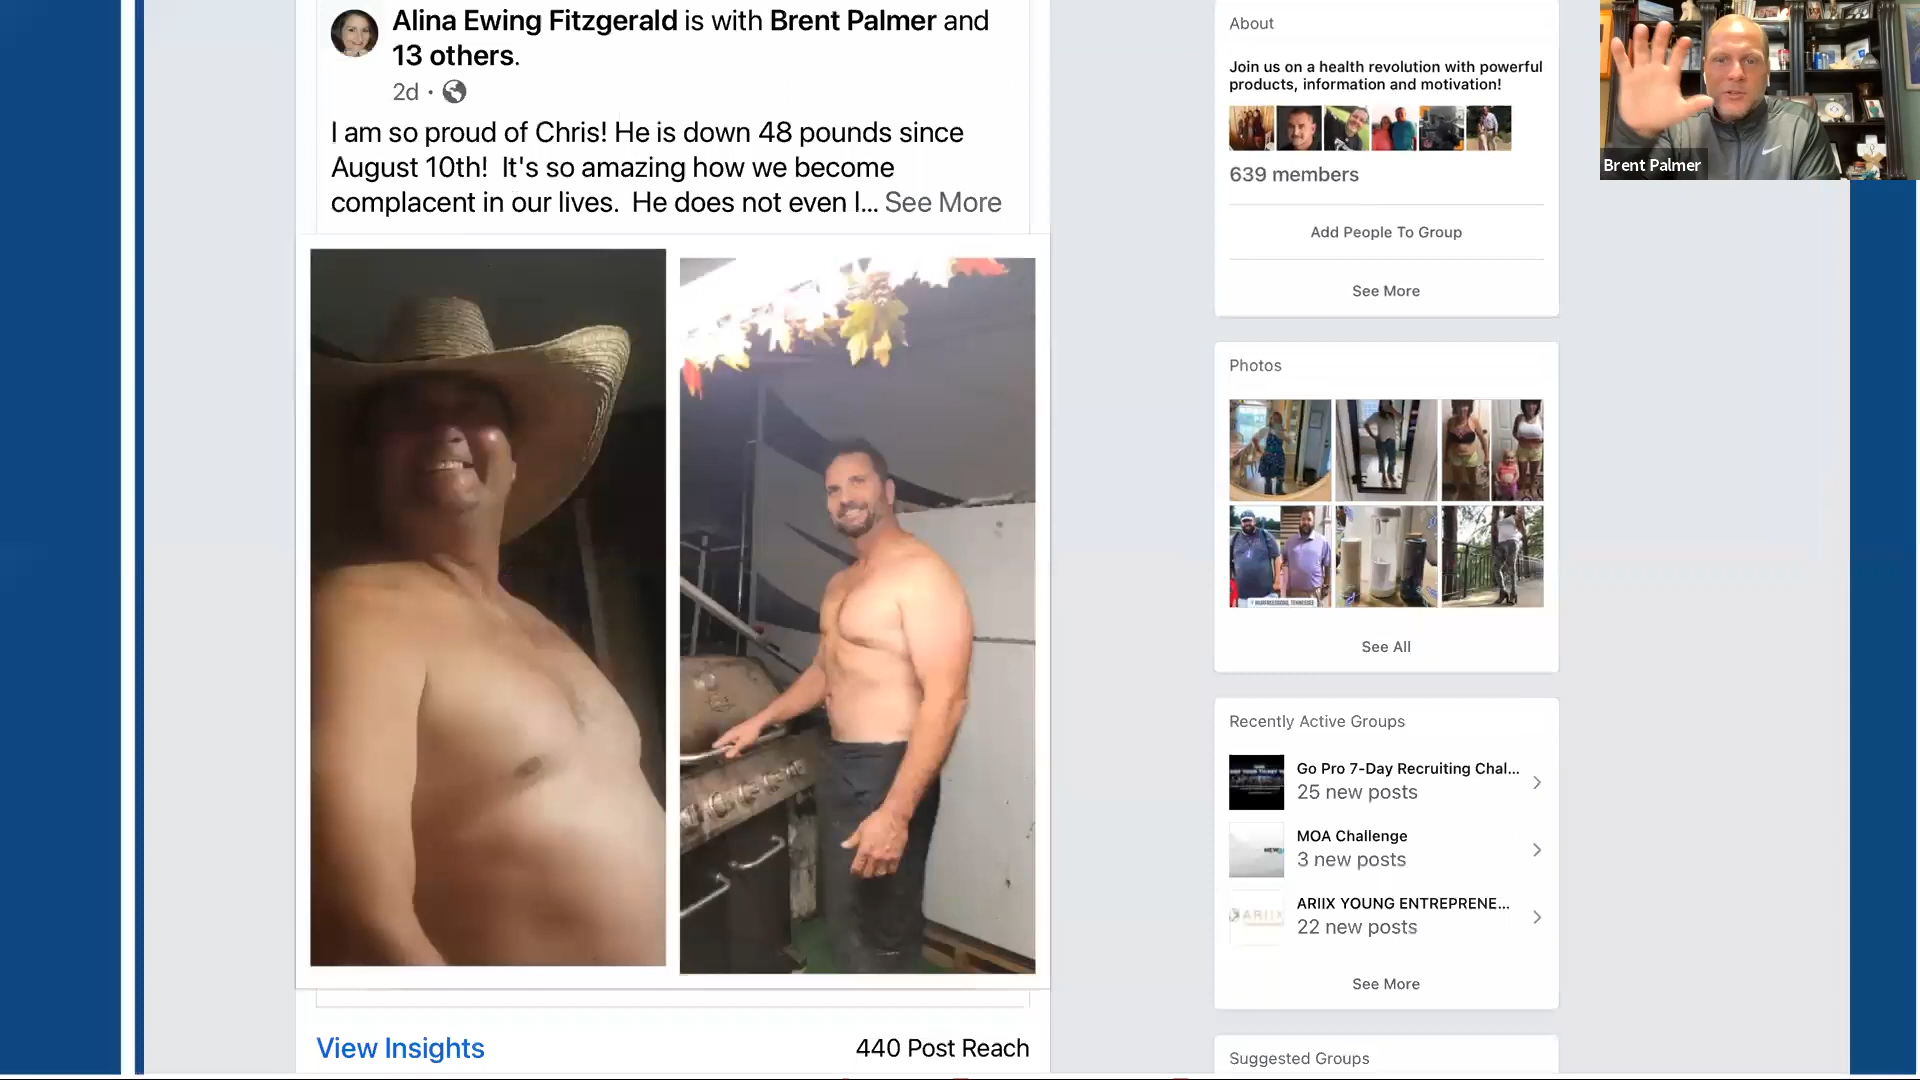 Alina Ewing Fitzgerald is with Brent Palmer and
13 others.
2d ·
I am so proud of Chris! He is down 48 pounds since
August 10th! It's so amazing how we become
complacent in our lives. He does not even l... See More
View Insights
440 Post Reach
About
Join us on a health revolution with powerful
products, information and motivation!
639 members
Add People To Group
See More
Photos
See All
Recently Active Groups
Go Pro 7-Day Recruiting Chal...
25 new posts
MOA Challenge
3 new posts
ARIIX
ARIIX YOUNG ENTREPRENE...
22 new posts
See More
Suggested Groups
Brent Palmer